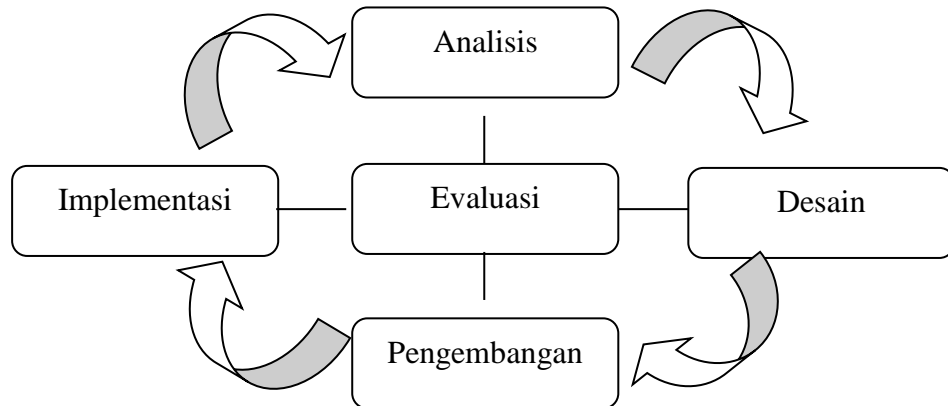 Analisis
Implementasi
Evaluasi
Desain
Pengembangan